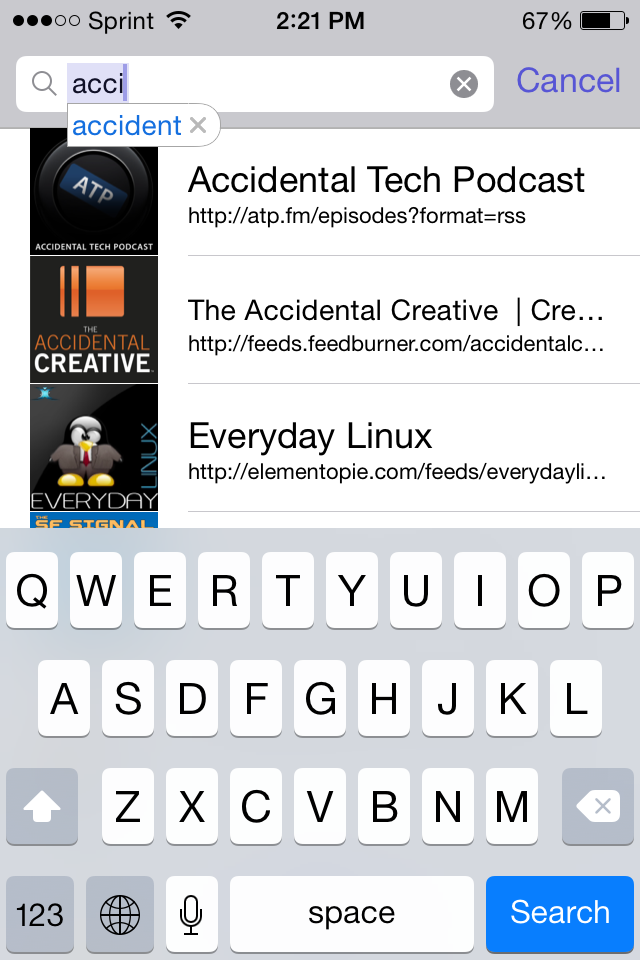 Sprint 2:21 PM 67%
acci Cancel
accident
ATP
ACCIDENTAL TECH PODCAST
Accidental Tech Podcast
http://atp.fm/episodes?format=rss
THE
ACCIDENTAL
CREATIVE
The Accidental Creative | Cre...
http://feeds.feedburner.com/accidentalc...
EVERYDAY
LINUX
Everyday Linux
http://elementopie.com/feeds/everydayli...
THE
SF SIGNAL
Q W E R T Y U I O P
A S D F G H J K L
Z X C V B N M
123 space Search